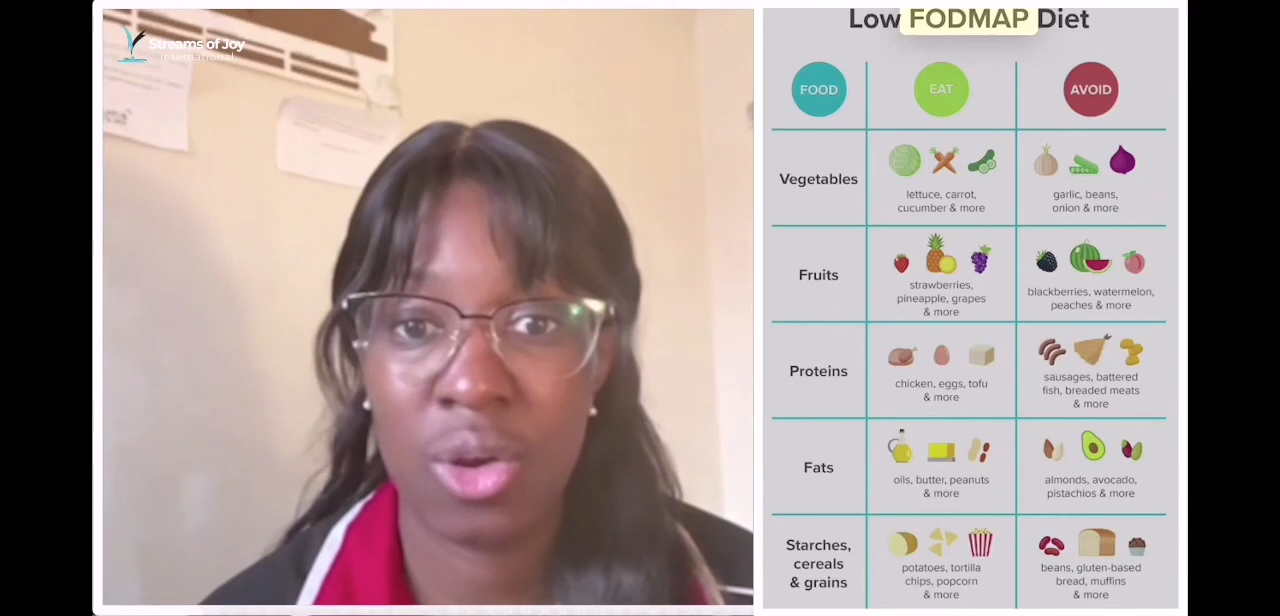 Streams of Joy
International
Low FODMAP Diet
FOOD
EAT
AVOID
Vegetables
lettuce, carrot,
cucumber & more
garlic, beans,
onion & more
Fruits
strawberries,
pineapple, grapes
& more
blackberries, watermelon,
peaches & more
Proteins
chicken, eggs, tofu
& more
sausages, battered
fish, breaded meats
& more
Fats
oils, butter, peanuts
& more
almonds, avocado,
pistachios & more
Starches,
cereals
& grains
potatoes, tortilla
chips, popcorn
& more
beans, gluten-based
bread, muffins
& more